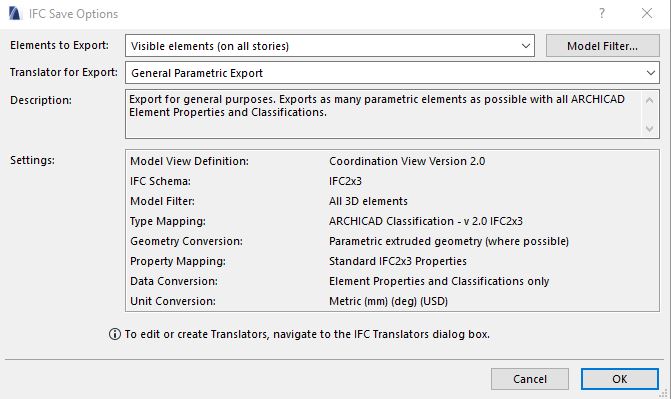 IFC Save Options
Elements to Export: Visible elements (on all stories) Model Filter...
Translator for Export: General Parametric Export
Description: Export for general purposes. Exports as many parametric elements as possible with all ARCHICAD
Element Properties and Classifications.
Settings: Model View Definition: Coordination View Version 2.0
IFC Schema: IFC2x3
Model Filter: All 3D elements
Type Mapping: ARCHICAD Classification - v 2.0 IFC2x3
Geometry Conversion: Parametric extruded geometry (where possible)
Property Mapping: Standard IFC2x3 Properties
Data Conversion: Element Properties and Classifications only
Unit Conversion: Metric (mm) (deg) (USD)
To edit or create Translators, navigate to the IFC Translators dialog box.
Cancel OK